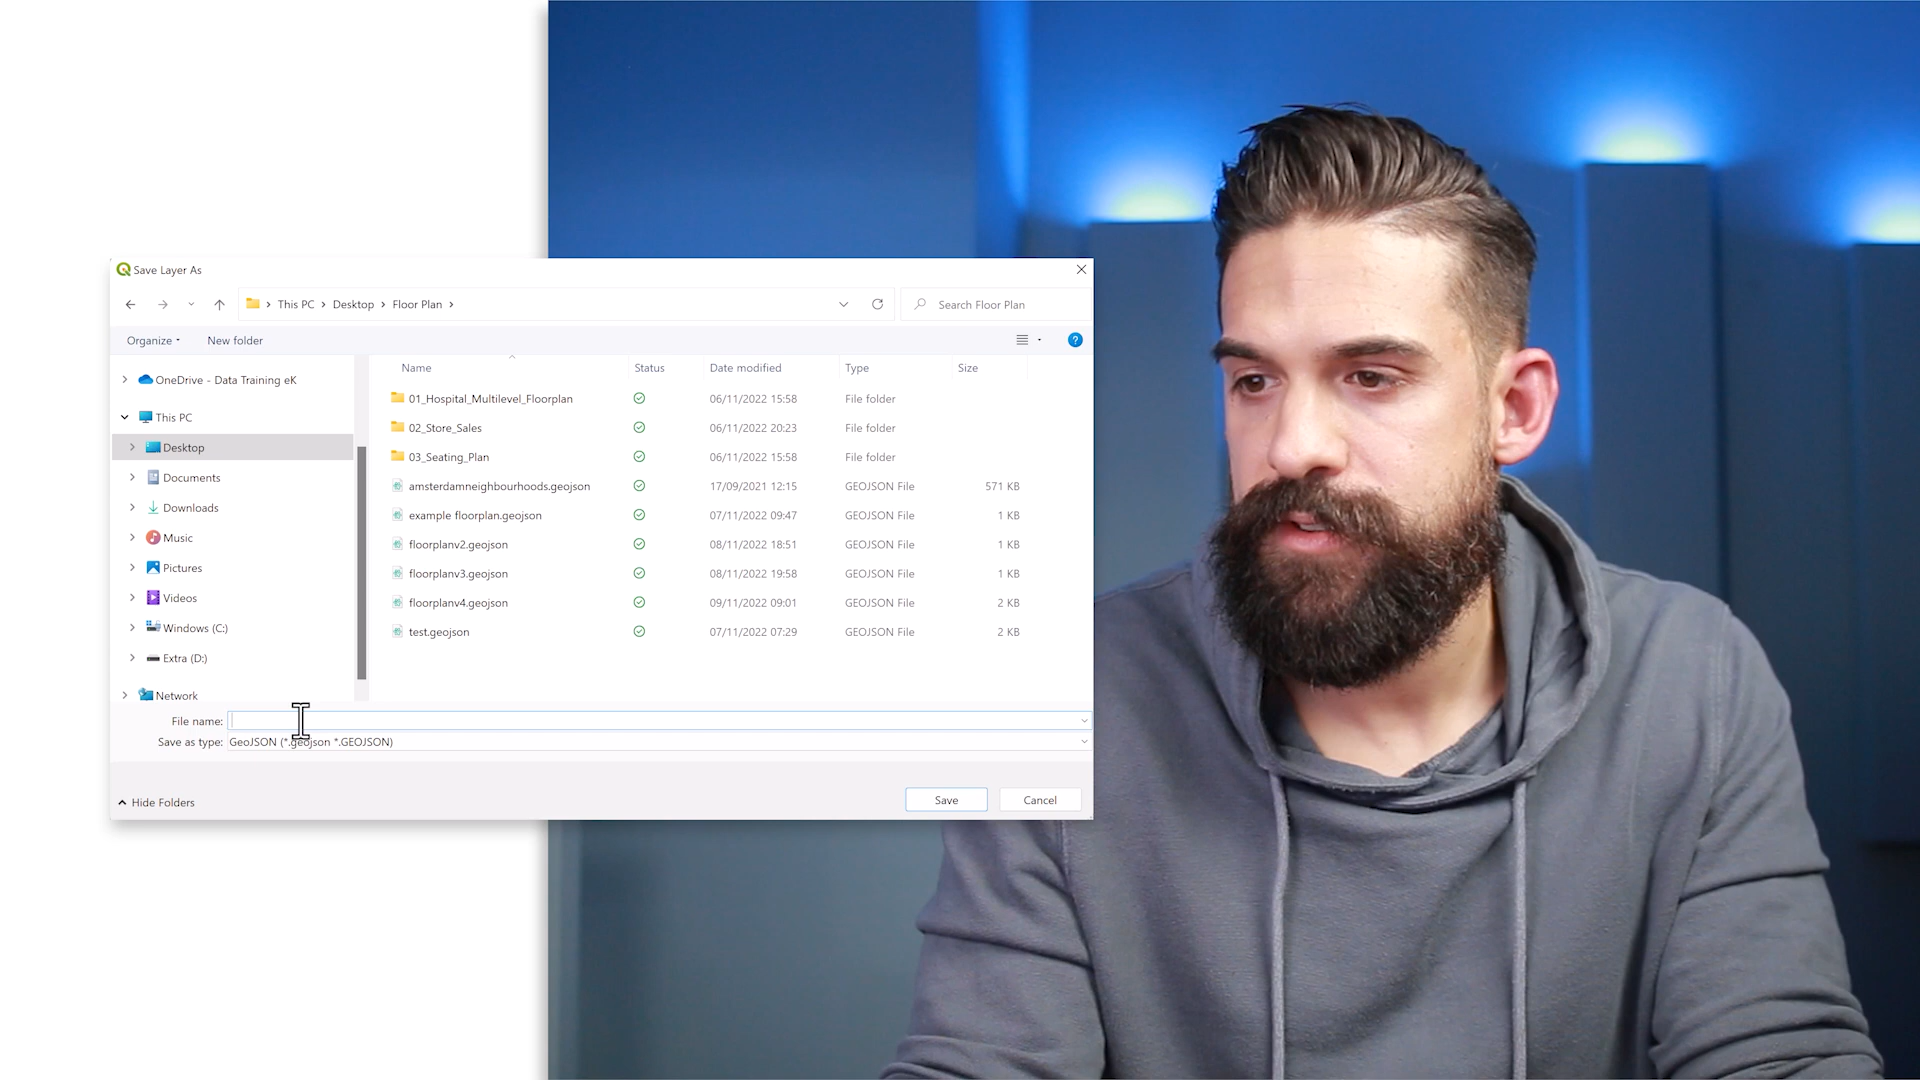 Save Layer As
This PC > Desktop > Floor Plan >
Search Floor Plan
Organize
New folder
OneDrive - Data Training eK
This PC
Desktop
Documents
Downloads
Music
Pictures
Videos
Windows (C:)
Extra (D:)
Network
Name Status Date modified Type Size
01_Hospital_Multilevel_Floorplan 06/11/2022 15:58 File folder
02_Store_Sales 06/11/2022 20:23 File folder
03_Seating_Plan 06/11/2022 15:58 File folder
amsterdamneighbourhoods.geojson 17/09/2021 12:15 GEOJSON File 571 KB
example floorplan.geojson 07/11/2022 09:47 GEOJSON File 1 KB
floorplanv2.geojson 08/11/2022 18:51 GEOJSON File 1 KB
floorplanv3.geojson 08/11/2022 19:58 GEOJSON File 1 KB
floorplanv4.geojson 09/11/2022 09:01 GEOJSON File 2 KB
test.geojson 07/11/2022 07:29 GEOJSON File 2 KB
File name:
Save as type: GeoJSON (*.geojson *.GEOJSON)
Hide Folders
Save
Cancel